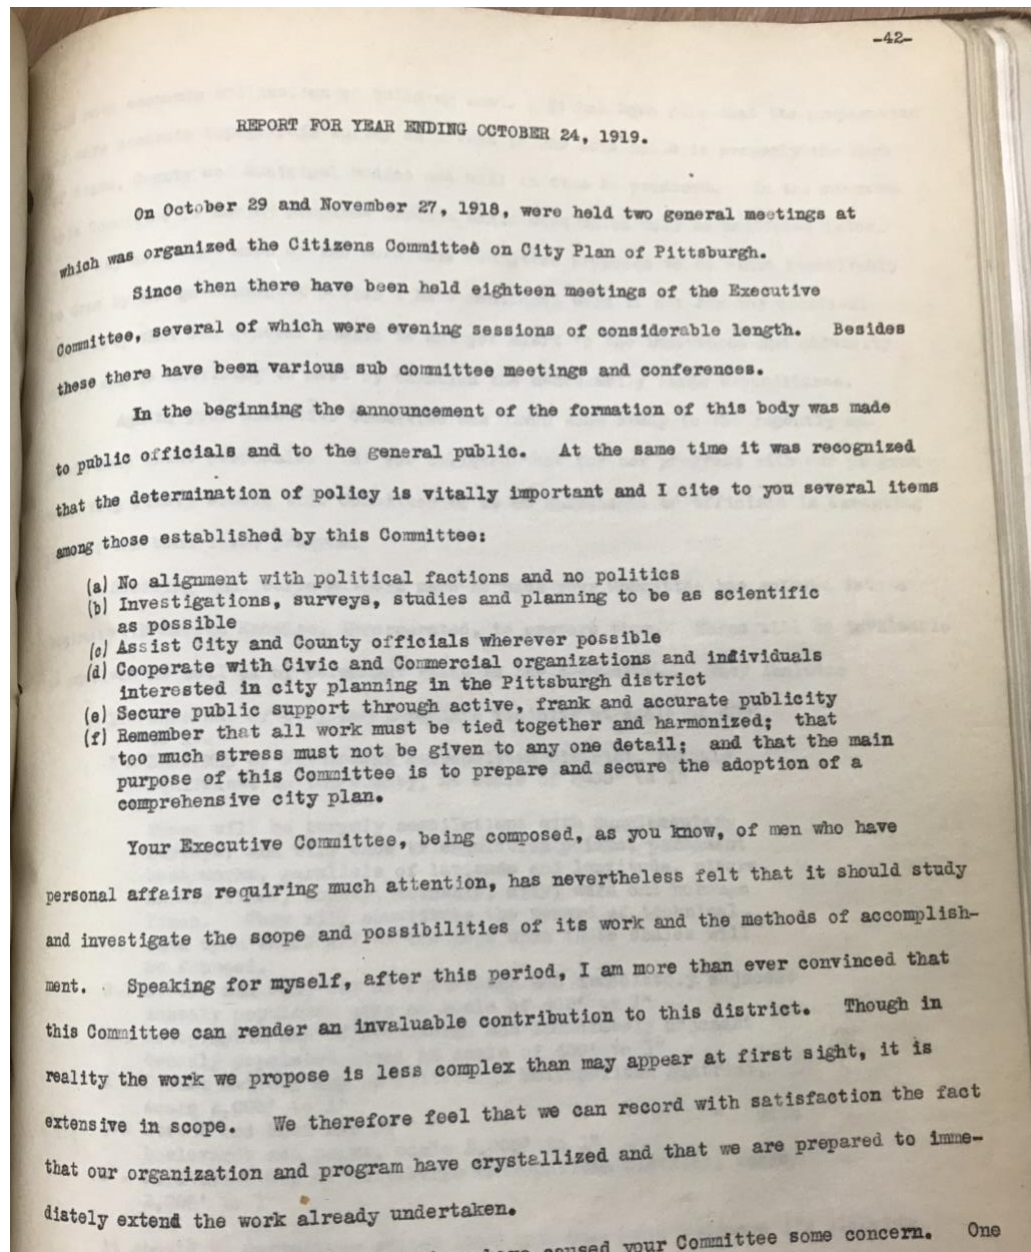 -42-
REPORT FOR YEAR ENDING OCTOBER 24, 1919.
On October 29 and November 27, 1918, were held two general meetings at
which was organized the Citizens Committee on City Plan of Pittsburgh.
Since then there have been held eighteen meetings of the Executive
Committee, several of which were evening sessions of considerable length. Besides
these there have been various sub committee meetings and conferences.
In the beginning the announcement of the formation of this body was made
to public officials and to the general public. At the same time it was recognized
that the determination of policy is vitally important and I cite to you several items
among those established by this Committee:
(a) No alignment with political factions and no politics
(b) Investigations, surveys, studies and planning to be as scientific
as possible
(c) Assist City and County officials wherever possible
(d) Cooperate with Civic and Commercial organizations and individuals
interested in city planning in the Pittsburgh district
(e) Secure public support through active, frank and accurate publicity
(f) Remember that all work must be tied together and harmonized; that
too much stress must not be given to any one detail; and that the main
purpose of this Committee is to prepare and secure the adoption of a
comprehensive city plan.
Your Executive Committee, being composed, as you know, of men who have
personal affairs requiring much attention, has nevertheless felt that it should study
and investigate the scope and possibilities of its work and the methods of accomplish-
ment. Speaking for myself, after this period, I am more than ever convinced that
this Committee can render an invaluable contribution to this district. Though in
reality the work we propose is less complex than may appear at first sight, it is
extensive in scope. We therefore feel that we can record with satisfaction the fact
that our organization and program have crystallized and that we are prepared to imme-
diately extend the work already undertaken.
caused your Committee some concern. One